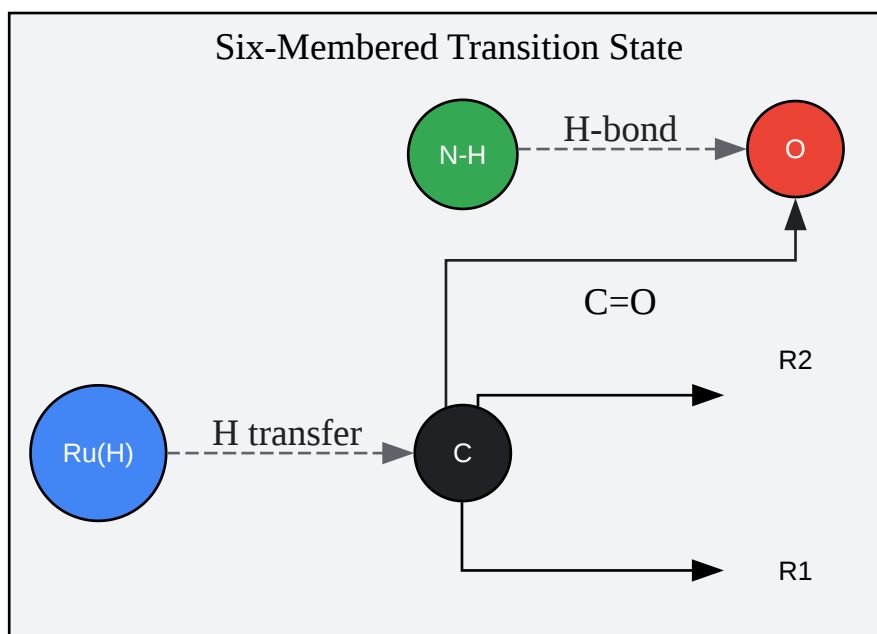 Six-Membered Transition State
H-bond
N-H
O
C=O
R2
H transfer
Ru(H)
C
R1